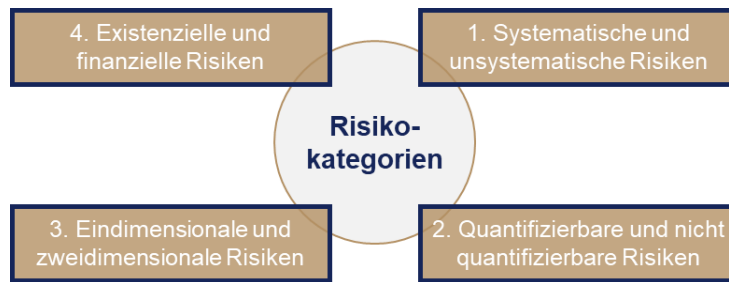 4. Existenzielle und
finanzielle Risiken
1. Systematische und
unsystematische Risiken
Risiko-
kategorien
3. Eindimensionale und
zweidimensionale Risiken
2. Quantifizierbare und nicht
quantifizierbare Risiken